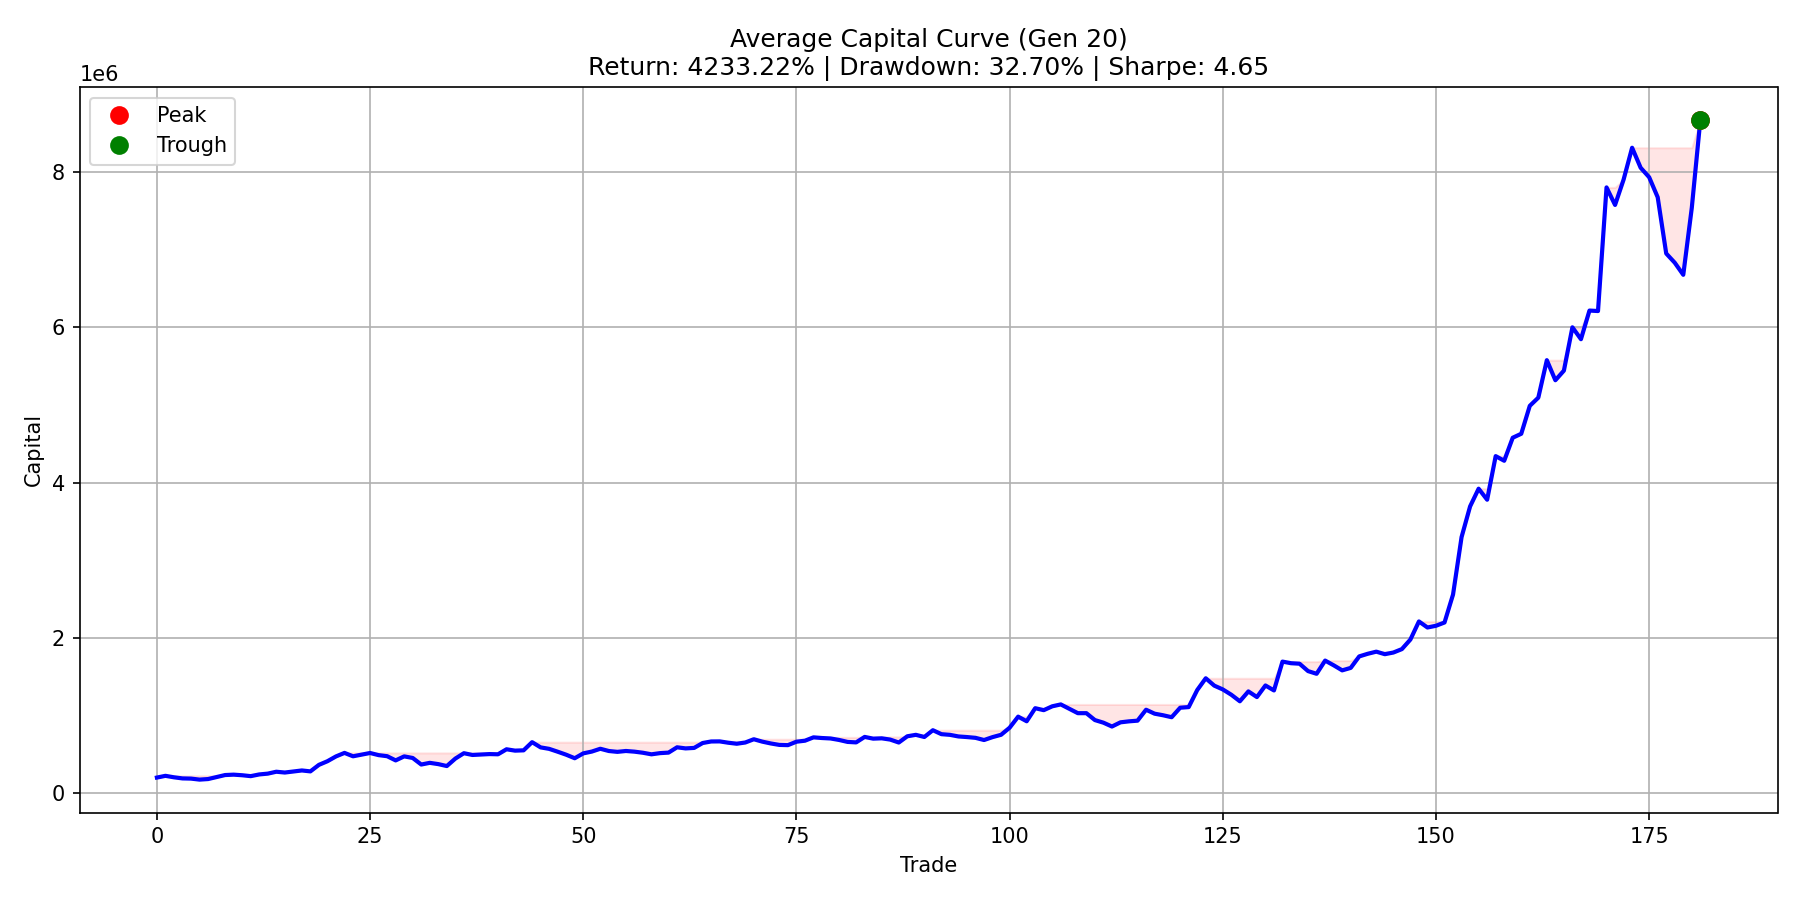 Average Capital Curve (Gen 20)
Return: 4233.22% | Drawdown: 32.70% | Sharpe: 4.65
1e6
Peak
Trough
8
6
4
2
0
Capital
0 25 50 75 100 125 150 175
Trade